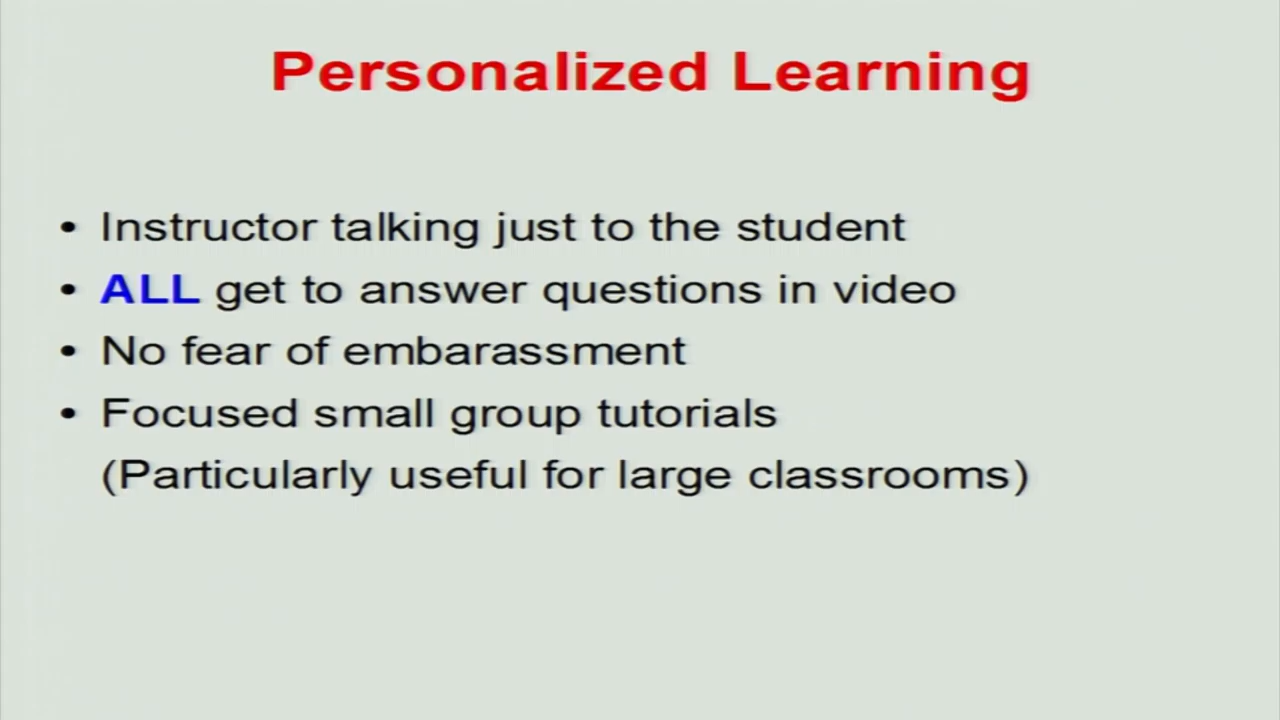 Personalized Learning
• Instructor talking just to the student
• ALL get to answer questions in video
• No fear of embarassment
• Focused small group tutorials
(Particularly useful for large classrooms)